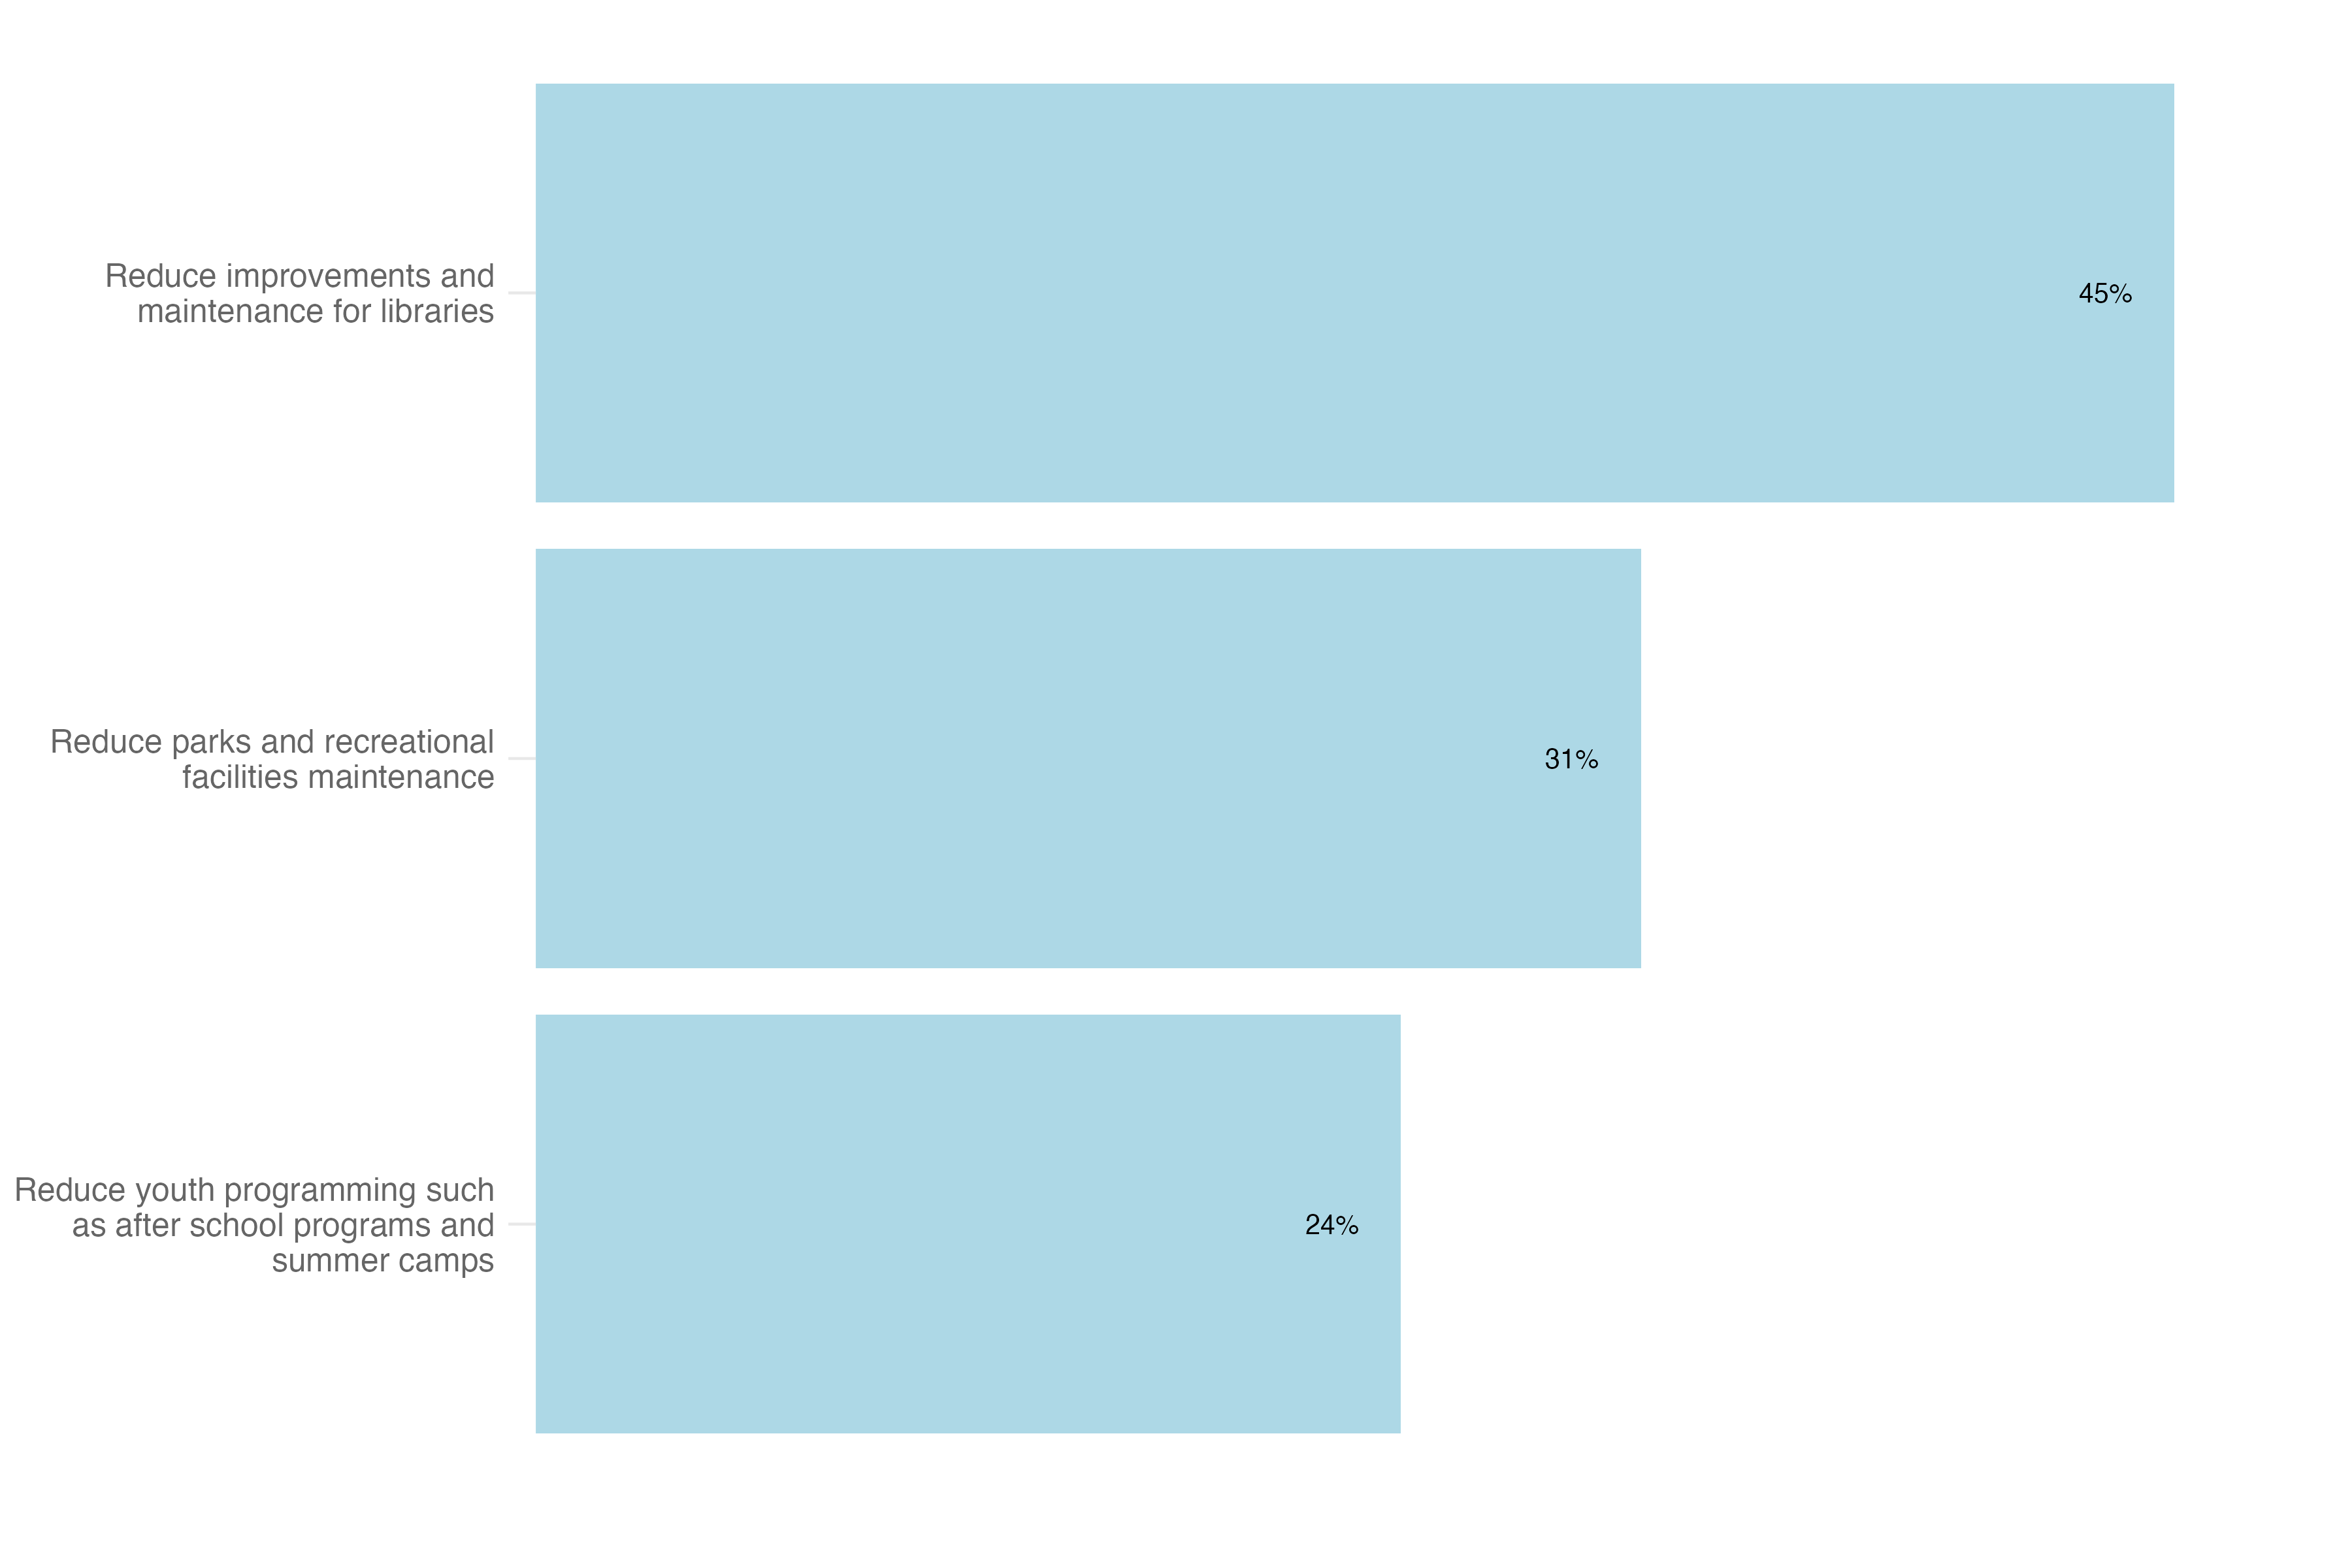 Reduce improvements and
maintenance for libraries
45%
Reduce parks and recreational
facilities maintenance
31%
Reduce youth programming such
as after school programs and
summer camps
24%